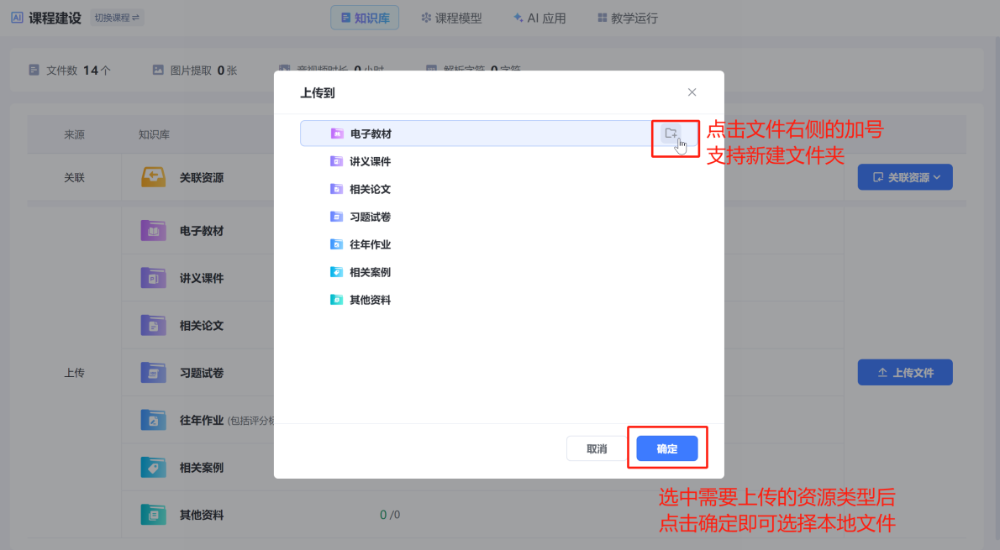 AI 课程建设 切换课程 知识库 课程模型 AI 应用 教学运行
文件数 14 个 图片提取 0 张 音视频时长 0 小时 解析字符 0 字符
上传到
来源 知识库
电子教材
点击文件右侧的加号
支持新建文件夹
讲义课件
关联 关联资源 关联资源
相关论文
习题试卷
电子教材
往年作业
讲义课件
相关案例
其他资料
相关论文
上传 习题试卷 上传文件
往年作业 (包括评分
相关案例
取消 确定
选中需要上传的资源类型后
点击确定即可选择本地文件
其他资料 0 /0